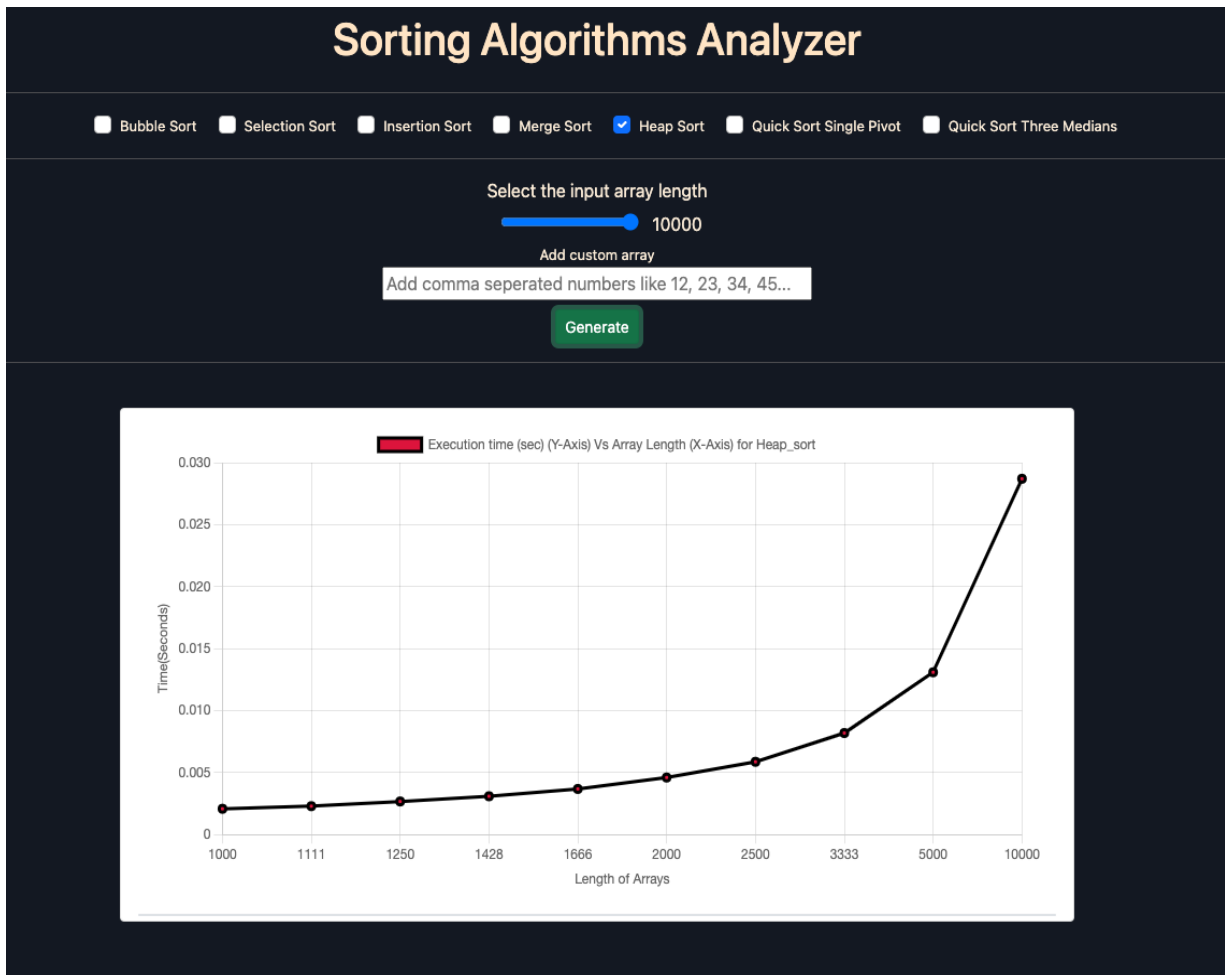 Sorting Algorithms Analyzer
Bubble Sort Selection Sort Insertion Sort Merge Sort Heap Sort Quick Sort Single Pivot Quick Sort Three Medians
Select the input array length
10000
Add custom array
Add comma seperated numbers like 12, 23, 34, 45...
Generate
Execution time (sec) (Y-Axis) Vs Array Length (X-Axis) for Heap_sort
0.030
0.025
0.020
0.015
0.010
0.005
0
Time(Seconds)
1000 1111 1250 1428 1666 2000 2500 3333 5000 10000
Length of Arrays